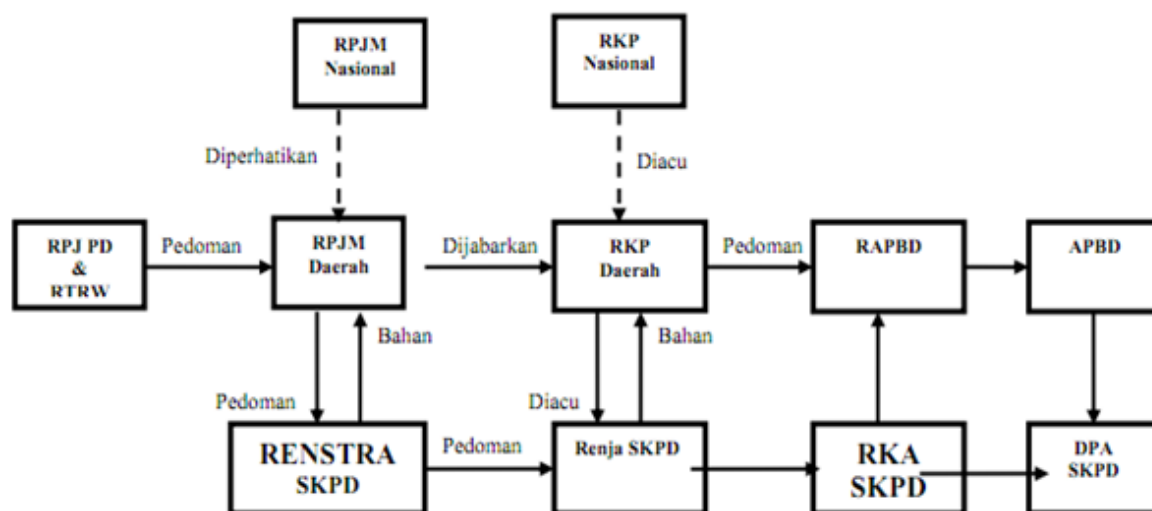 RPJM
Nasional
RKP
Nasional
Diperhatikan
Diacu
RPJ PD
&
RTRW
Pedoman
RPJM
Daerah
Dijabarkan
RKP
Daerah
Pedoman
RAPBD
APBD
Bahan
Bahan
Pedoman
Diacu
RENSTRA
SKPD
Pedoman
Renja SKPD
RKA
SKPD
DPA
SKPD